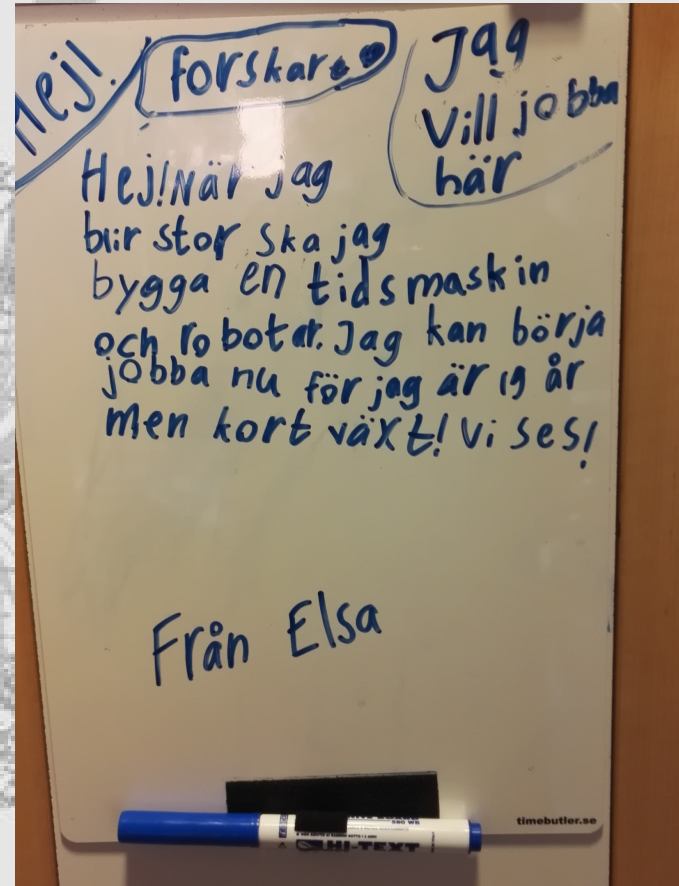 Hej!
forskare
Jag
vill jobba
här
Hej! När jag
blir stor ska jag
bygga en tidsmaskin
och robotar. Jag kan börja
jobba nu för jag är 19 år
men kort växt! Vi ses!
Från Elsa
timebutler.se
HI-TEXT